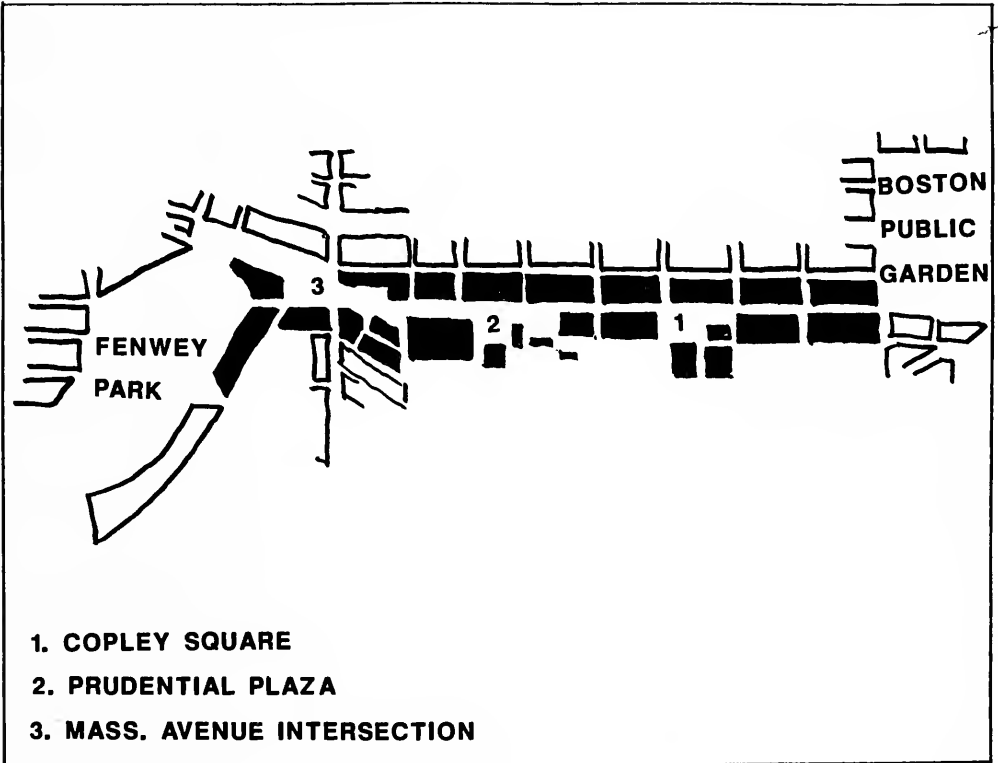 BOSTON
PUBLIC
GARDEN
3
2
1
FENWEY
PARK
1. COPLEY SQUARE
2. PRUDENTIAL PLAZA
3. MASS. AVENUE INTERSECTION